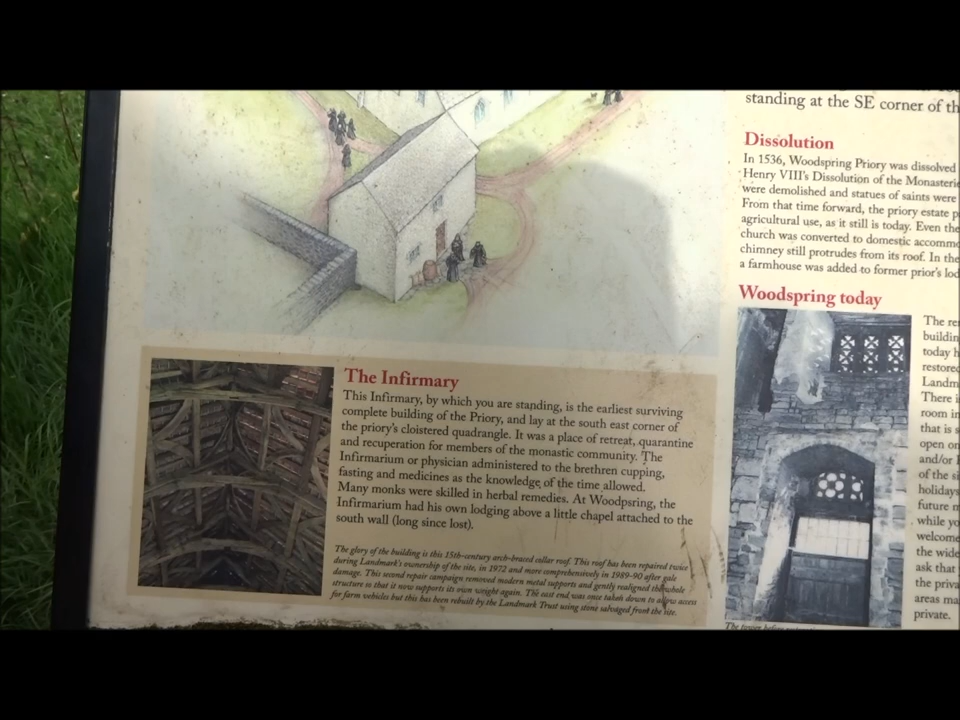 standing at the SE corner of th
Dissolution
In 1536, Woodspring Priory was dissolved
Henry VIII's Dissolution of the Monasterie
were demolished and statues of saints were
From that time forward, the priory estate p
agricultural use, as it still is today. Even the
church was converted to domestic accommo
chimney still protrudes from its roof. In the
a farmhouse was added to former prior's lod
Woodspring today
The re
buildin
today h
restored
Landm
There i
room in
that is s
open or
and/or
of the si
holidays
future m
while yo
welcome
the wide
ask that
the priva
areas ma
private.
The Infirmary
This Infirmary, by which you are standing, is the earliest surviving
complete building of the Priory, and lay at the south east corner of
the priory's cloistered quadrangle. It was a place of retreat, quarantine
and recuperation for members of the monastic community. The
Infirmarium or physician administered to the brethren cupping,
fasting and medicines as the knowledge of the time allowed.
Many monks were skilled in herbal remedies. At Woodpsring, the
Infirmarium had his own lodging above a little chapel attached to the
south wall (long since lost).
The glory of the building is this 15th-century arch-braced collar roof. This roof has been repaired twice
during Landmark's ownership of the site, in 1972 and more comprehensively in 1989-90 after gale
damage. This second repair campaign removed modern metal supports and gently realigned the whole
structure so that it now supports its own weight again. The east end was once taken down to allow access
for farm vehicles but this has been rebuilt by the Landmark Trust using stone salvaged from the site.